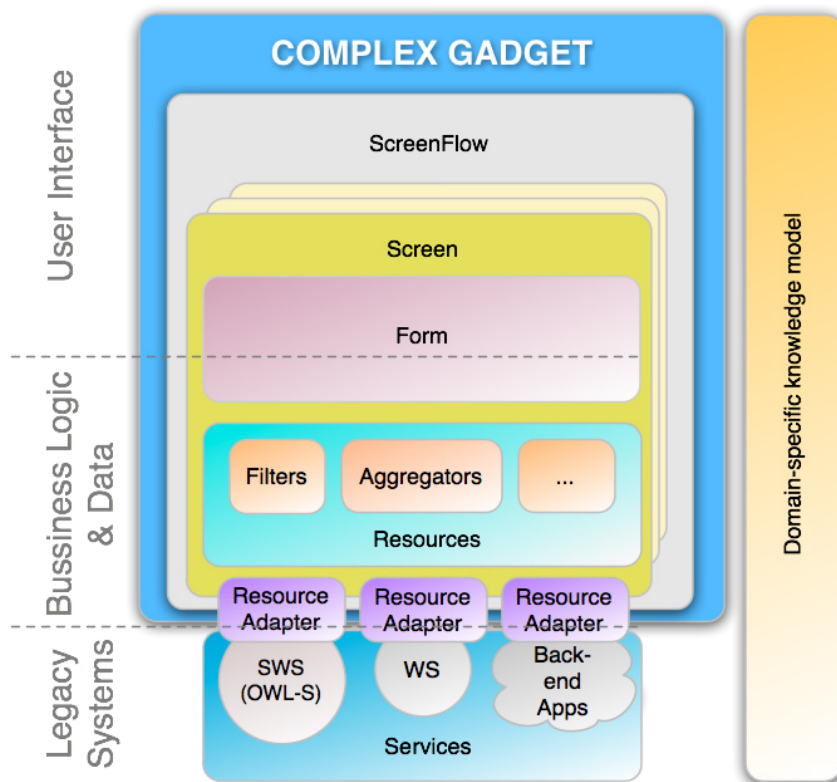 COMPLEX GADGET
ScreenFlow
Screen
Form
Filters
Aggregators
...
Resources
Resource
Adapter
Resource
Adapter
Resource
Adapter
SWS
(OWL-S)
WS
Back-
end
Apps
Services
User Interface
Bussiness Logic
& Data
Legacy
Systems
Domain-specific knowledge model